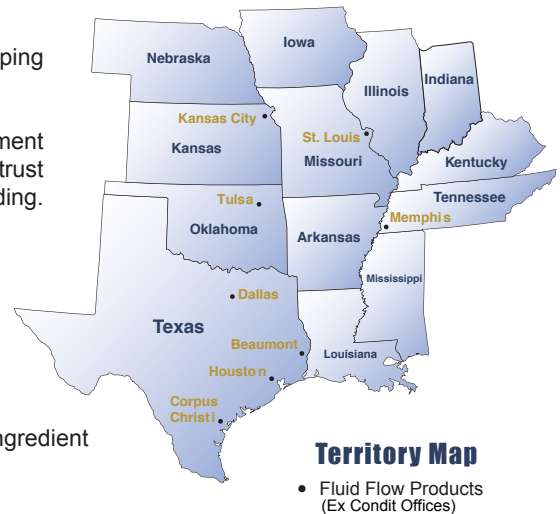 ping
ment
trust
ding.
ngredient
Iowa
Nebraska
Indiana
Illinois
Kansas City
St. Louis
Kansas
Missouri
Kentucky
Tulsa
Tennessee
Memphis
Oklahoma
Arkansas
Mississippi
Dallas
Texas
Beaumont
Louisiana
Houston
Corpus
Christi
Territory Map
• Fluid Flow Products
(Ex Condit Offices)